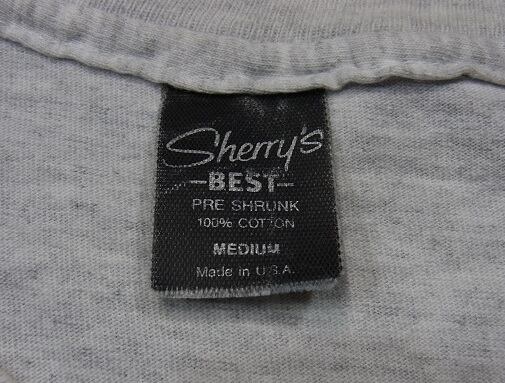 Sherry's
-BEST-
PRE SHRUNK
100% COTTON
MEDIUM
Made in U.S.A.